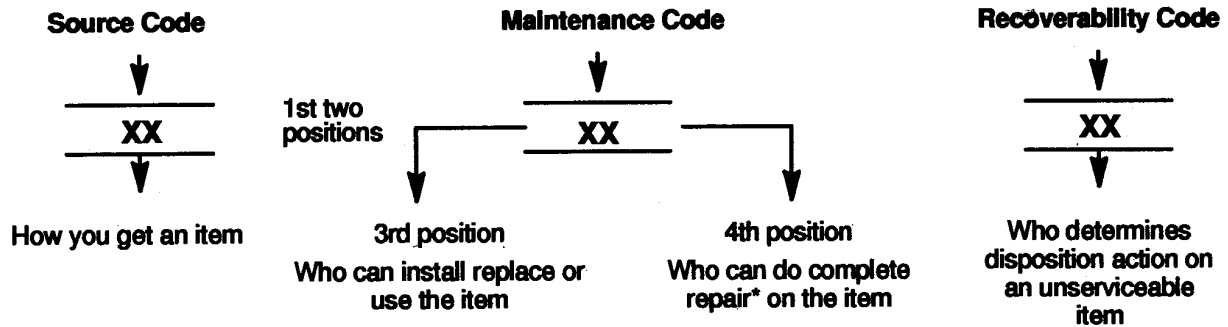 Source Code
Maintenance Code
Recoverability Code
XX
1st two
positions
XX
XX
How you get an item
3rd position
Who can install replace or
use the item
4th position
Who can do complete
repair* on the item
Who determines
disposition action on
an unserviceable
item